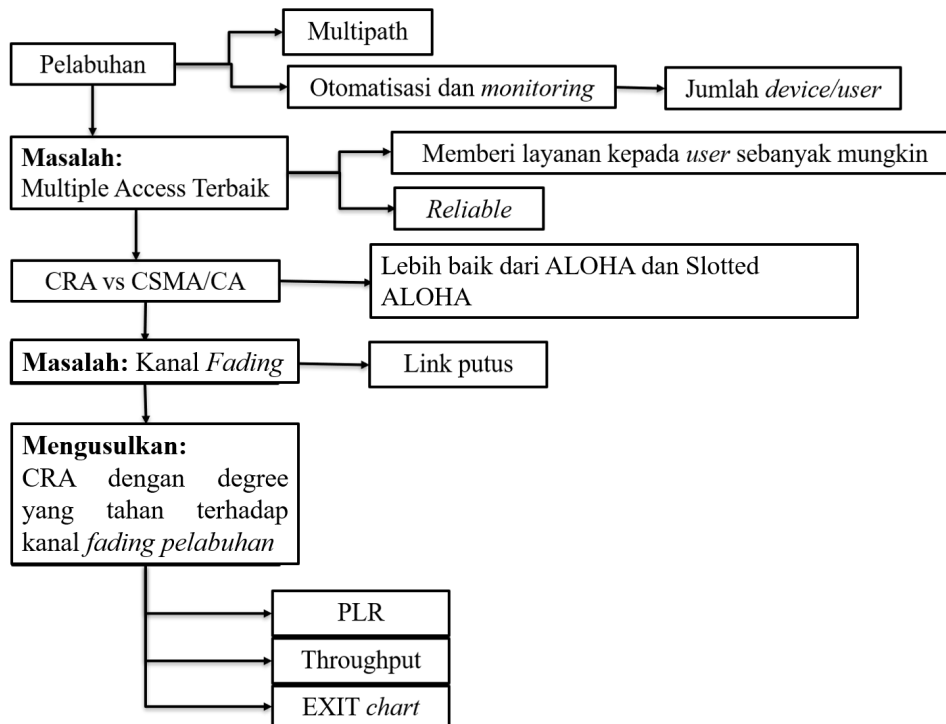 Multipath
Pelabuhan
Otomatisasi dan monitoring
Jumlah device/user
Masalah:
Multiple Access Terbaik
Memberi layanan kepada user sebanyak mungkin
Reliable
CRA vs CSMA/CA
Lebih baik dari ALOHA dan Slotted
ALOHA
Masalah: Kanal Fading
Link putus
Mengusulkan:
CRA dengan degree
yang tahan terhadap
kanal fading pelabuhan
PLR
Throughput
EXIT chart